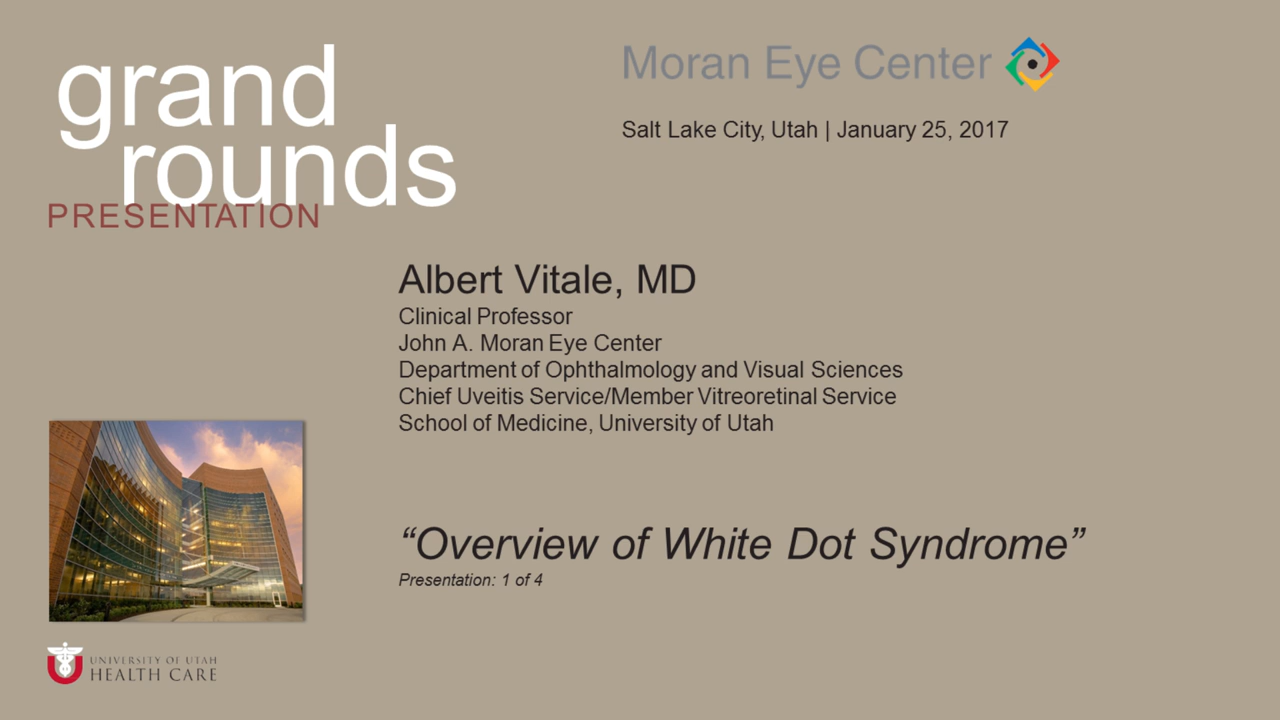 grand
rounds
PRESENTATION
Moran Eye Center
Salt Lake City, Utah | January 25, 2017
Albert Vitale, MD
Clinical Professor
John A. Moran Eye Center
Department of Ophthalmology and Visual Sciences
Chief Uveitis Service/Member Vitreoretinal Service
School of Medicine, University of Utah
“Overview of White Dot Syndrome”
Presentation: 1 of 4
UNIVERSITY OF UTAH
HEALTH CARE